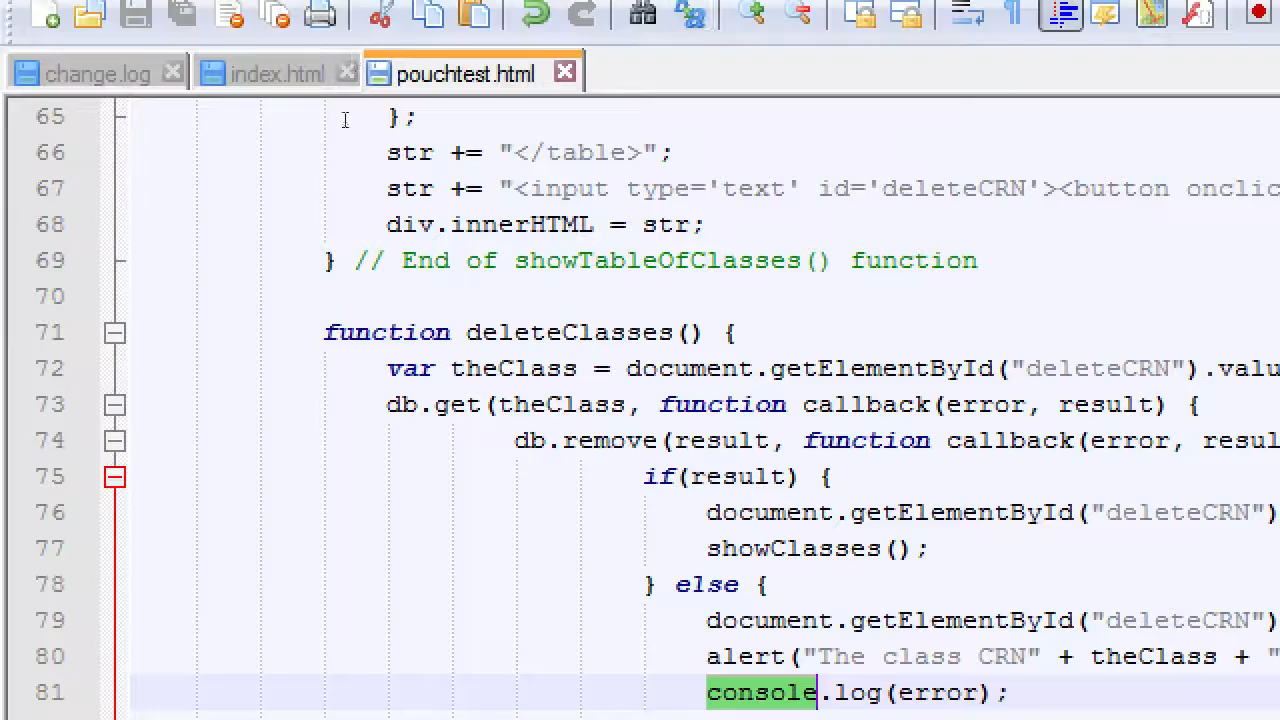 change.log index.html pouchtest.html
65 };
66 str += "</table>";
67 str += "<input type='text' id='deleteCRN'><button onclic
68 div.innerHTML = str;
69 } // End of showTableOfClasses() function
70
71 function deleteClasses() {
72 var theClass = document.getElementById("deleteCRN").valu
73 db.get(theClass, function callback(error, result) {
74 db.remove(result, function callback(error, resul
75 if(result) {
76 document.getElementById("deleteCRN")
77 showClasses();
78 } else {
79 document.getElementById("deleteCRN")
80 alert("The class CRN" + theClass + "
81 console.log(error);